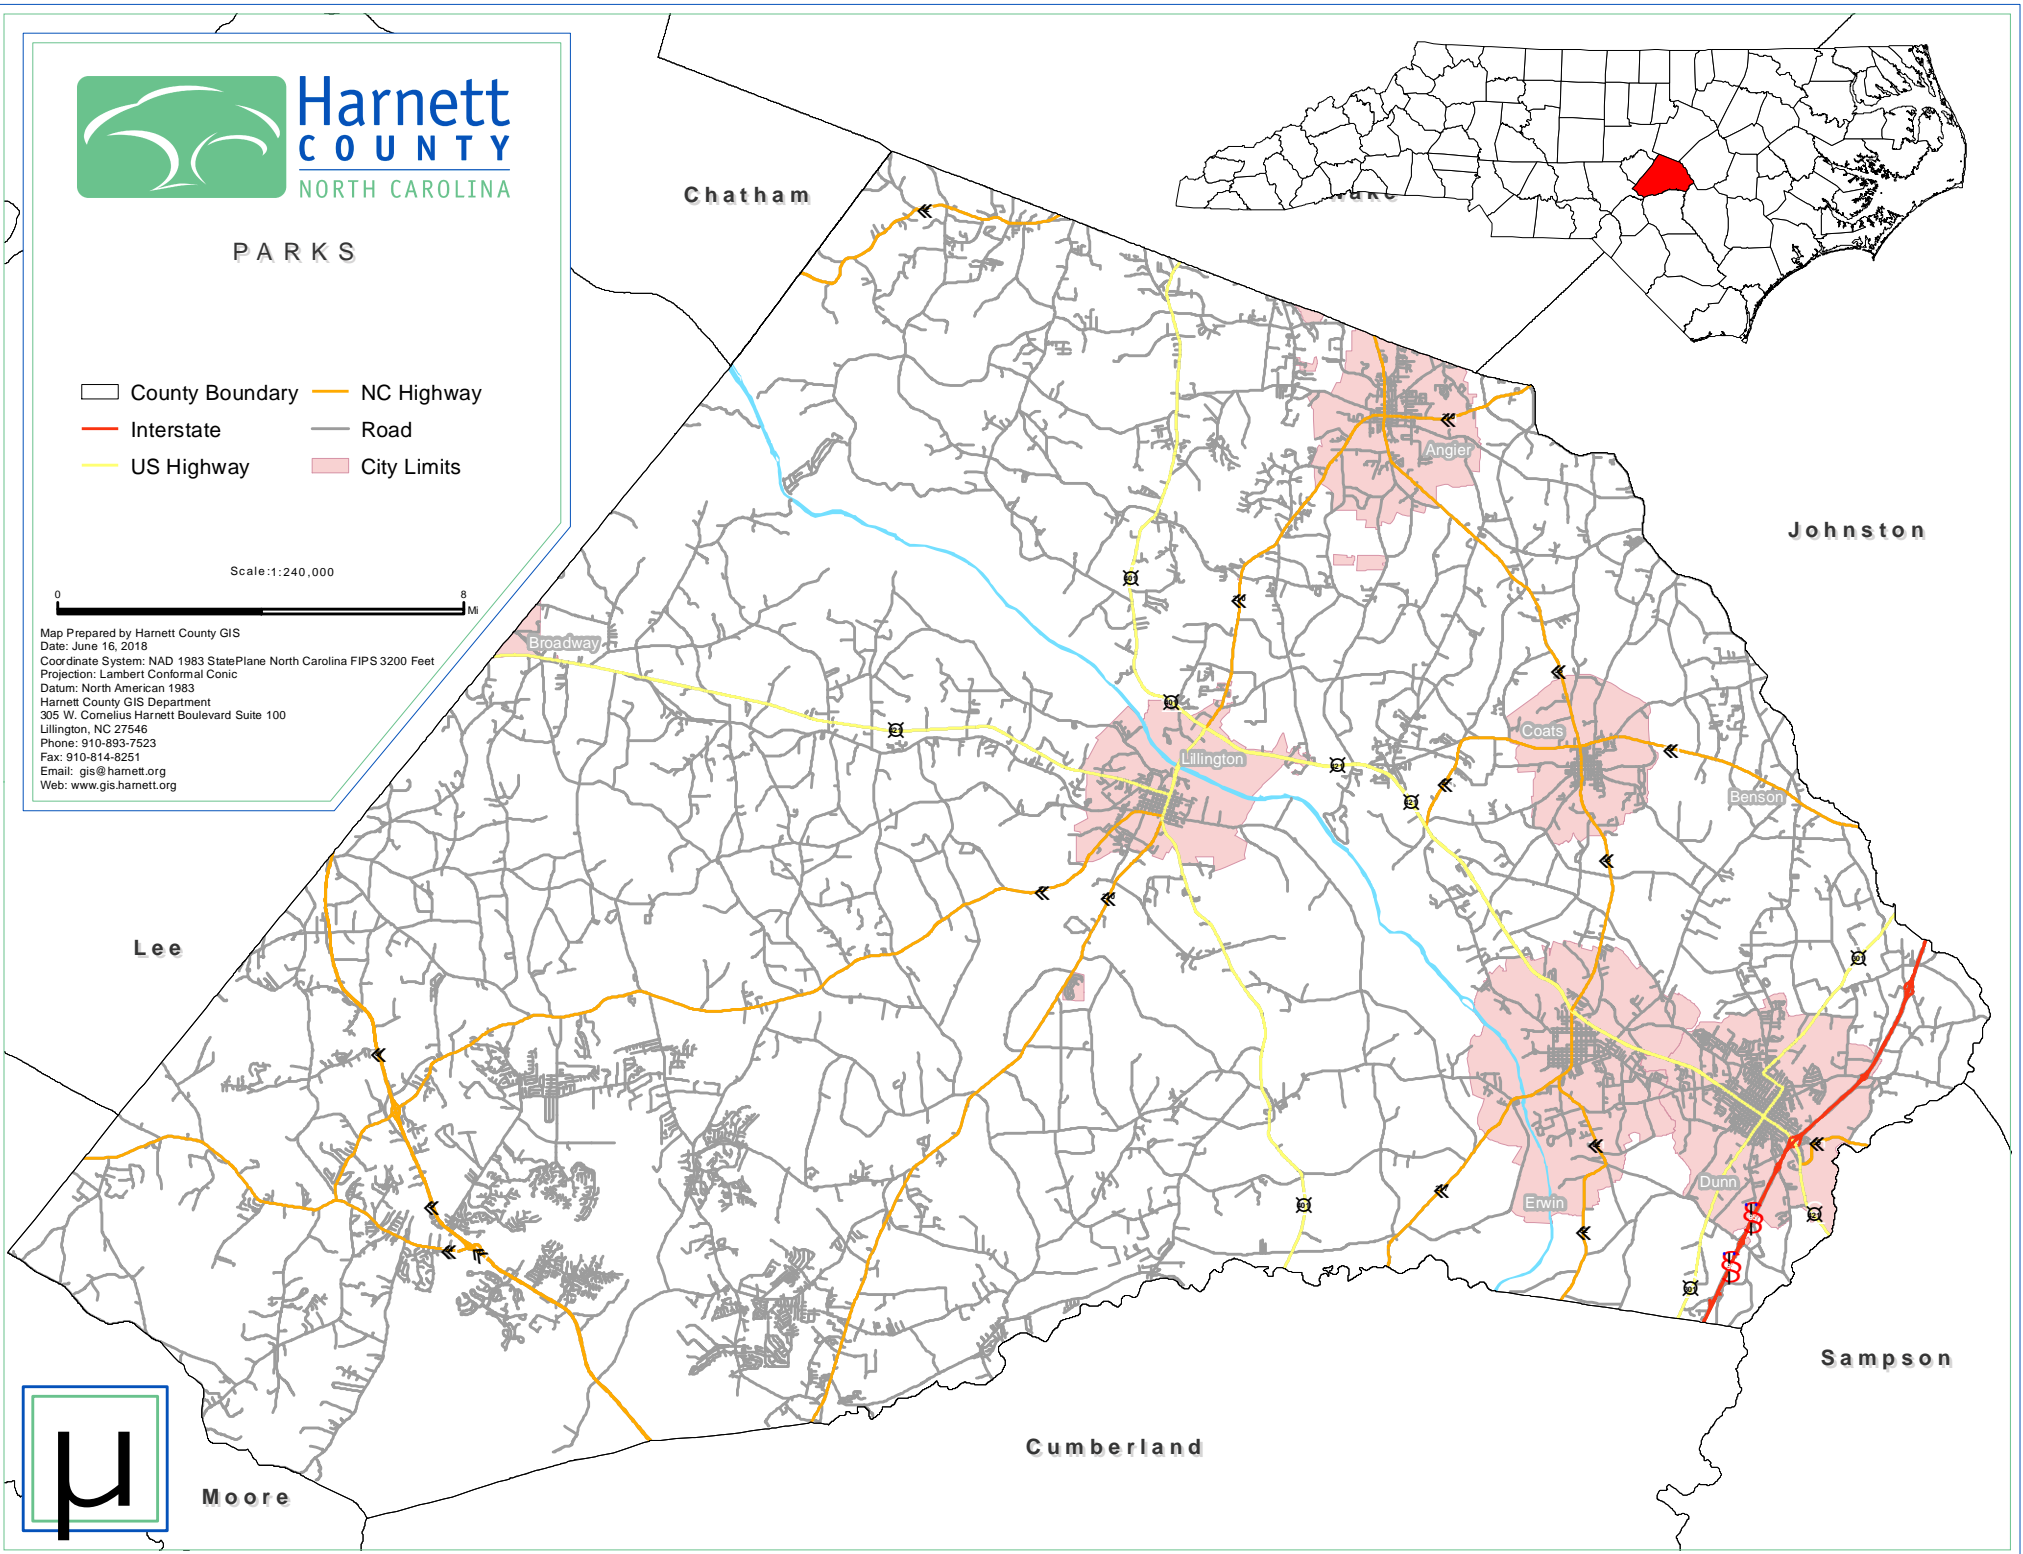 Harnett
COUNTY
NORTH CAROLINA
PARKS
County Boundary
NC Highway
Interstate
Road
US Highway
City Limits
Scale:1:240,000
0
8
Mi
Map Prepared by Harnett County GIS
Date: June 16, 2018
Coordinate System: NAD 1983 StatePlane North Carolina FIPS 3200 Feet
Projection: Lambert Conformal Conic
Datum: North American 1983
Harnett County GIS Department
305 W. Cornelius Harnett Boulevard Suite 100
Lillington, NC 27546
Phone: 910-893-7523
Fax: 910-814-8251
Email: gis@harnett.org
Web: www.gis.harnett.org
Chatham
Angier
Johnston
Broadway
Coats
Lillington
Benson
Lee
Dunn
Erwin
Sampson
Cumberland
Moore
μ